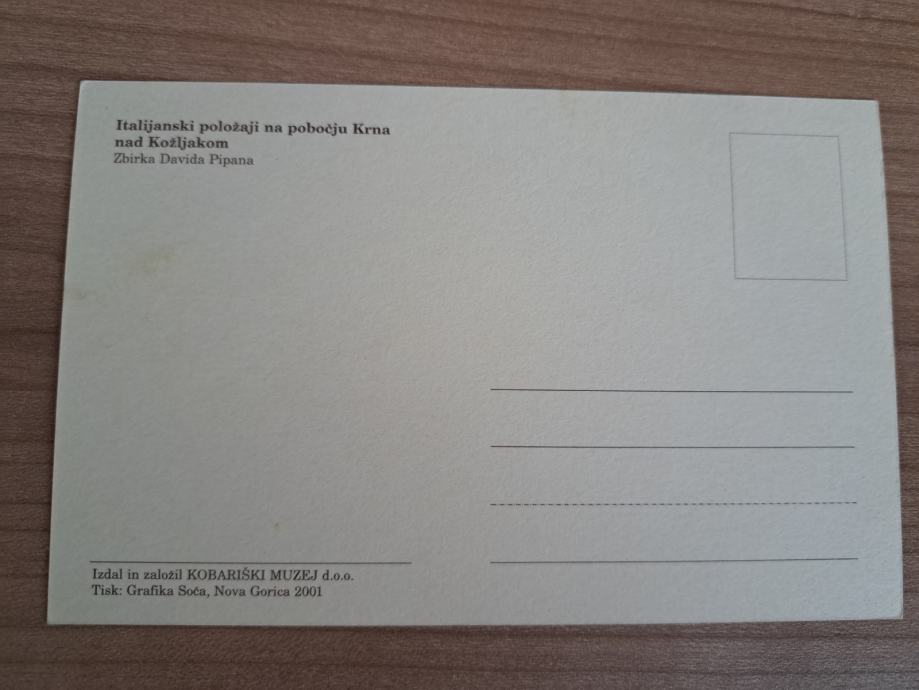 Italijanski položaji na pobočju Krna
nad Kožljakom
Zbirka Davida Pipana
Izdal in založil KOBARIŠKI MUZEJ d.o.o.
Tisk: Grafika Soča, Nova Gorica 2001